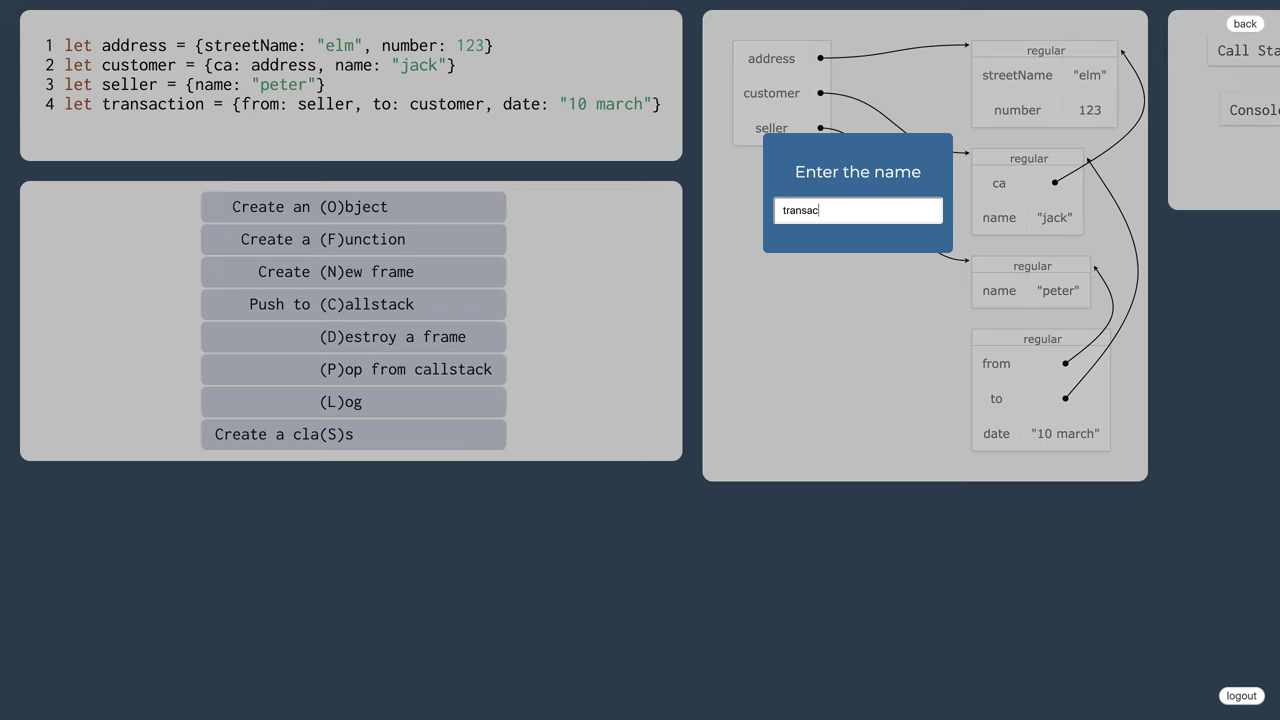 back
1 let address = {streetName: "elm", number: 123}
2 let customer = {ca: address, name: "jack"}
3 let seller = {name: "peter"}
4 let transaction = {from: seller, to: customer, date: "10 march"}
Create an (O)bject
Create a (F)unction
Create (N)ew frame
Push to (C)allstack
(D)estroy a frame
(P)op from callstack
(L)og
Create a cla(S)s
address
customer
seller
Enter the name
transac
regular
streetName "elm"
number 123
regular
ca
name "jack"
regular
name "peter"
regular
from
to
date "10 march"
Call Sta
Consol
logout